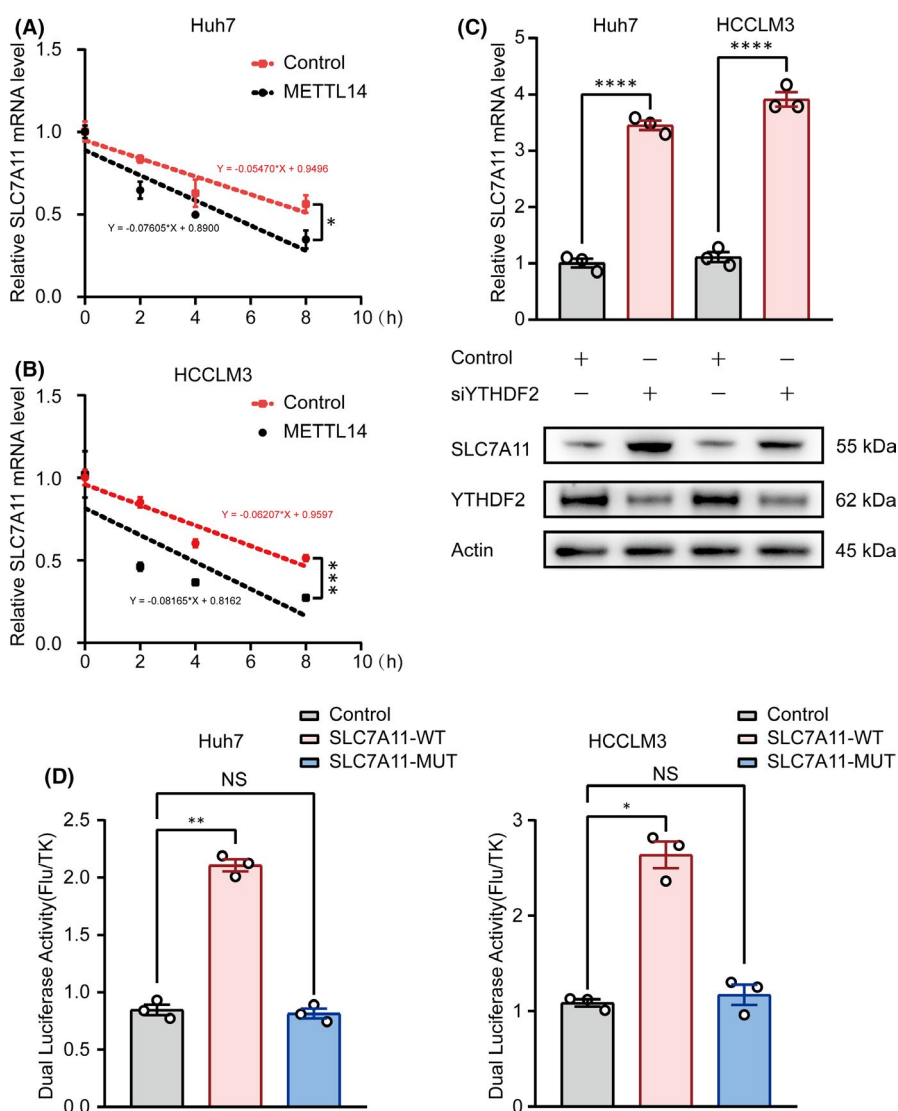 (A)
Huh7
Relative SLC7A11 mRNA level
Control
METTL14
1.5
1.0
0.5
0.0
Y = -0.05470*X + 0.9496
Y = -0.07605*X + 0.8900
*
0 2 4 6 8 10 (h)
(B)
HCCLM3
Relative SLC7A11 mRNA level
Control
METTL14
1.5
1.0
0.5
0.0
Y = -0.06207*X + 0.9597
Y = -0.08165*X + 0.8162
***
0 2 4 6 8 10 (h)
(C)
Huh7 HCCLM3
Relative SLC7A11 mRNA level
**** ****
5
4
3
2
1
0
Control + − + −
siYTHDF2 − + − +
SLC7A11 55 kDa
YTHDF2 62 kDa
Actin 45 kDa
(D)
Huh7
Control
SLC7A11-WT
SLC7A11-MUT
NS
**
Dual Luciferase Activity(Flu/TK)
2.5
2.0
1.5
1.0
0.5
0.0
HCCLM3
Control
SLC7A11-WT
SLC7A11-MUT
NS
*
Dual Luciferase Activity(Flu/TK)
3
2
1
0